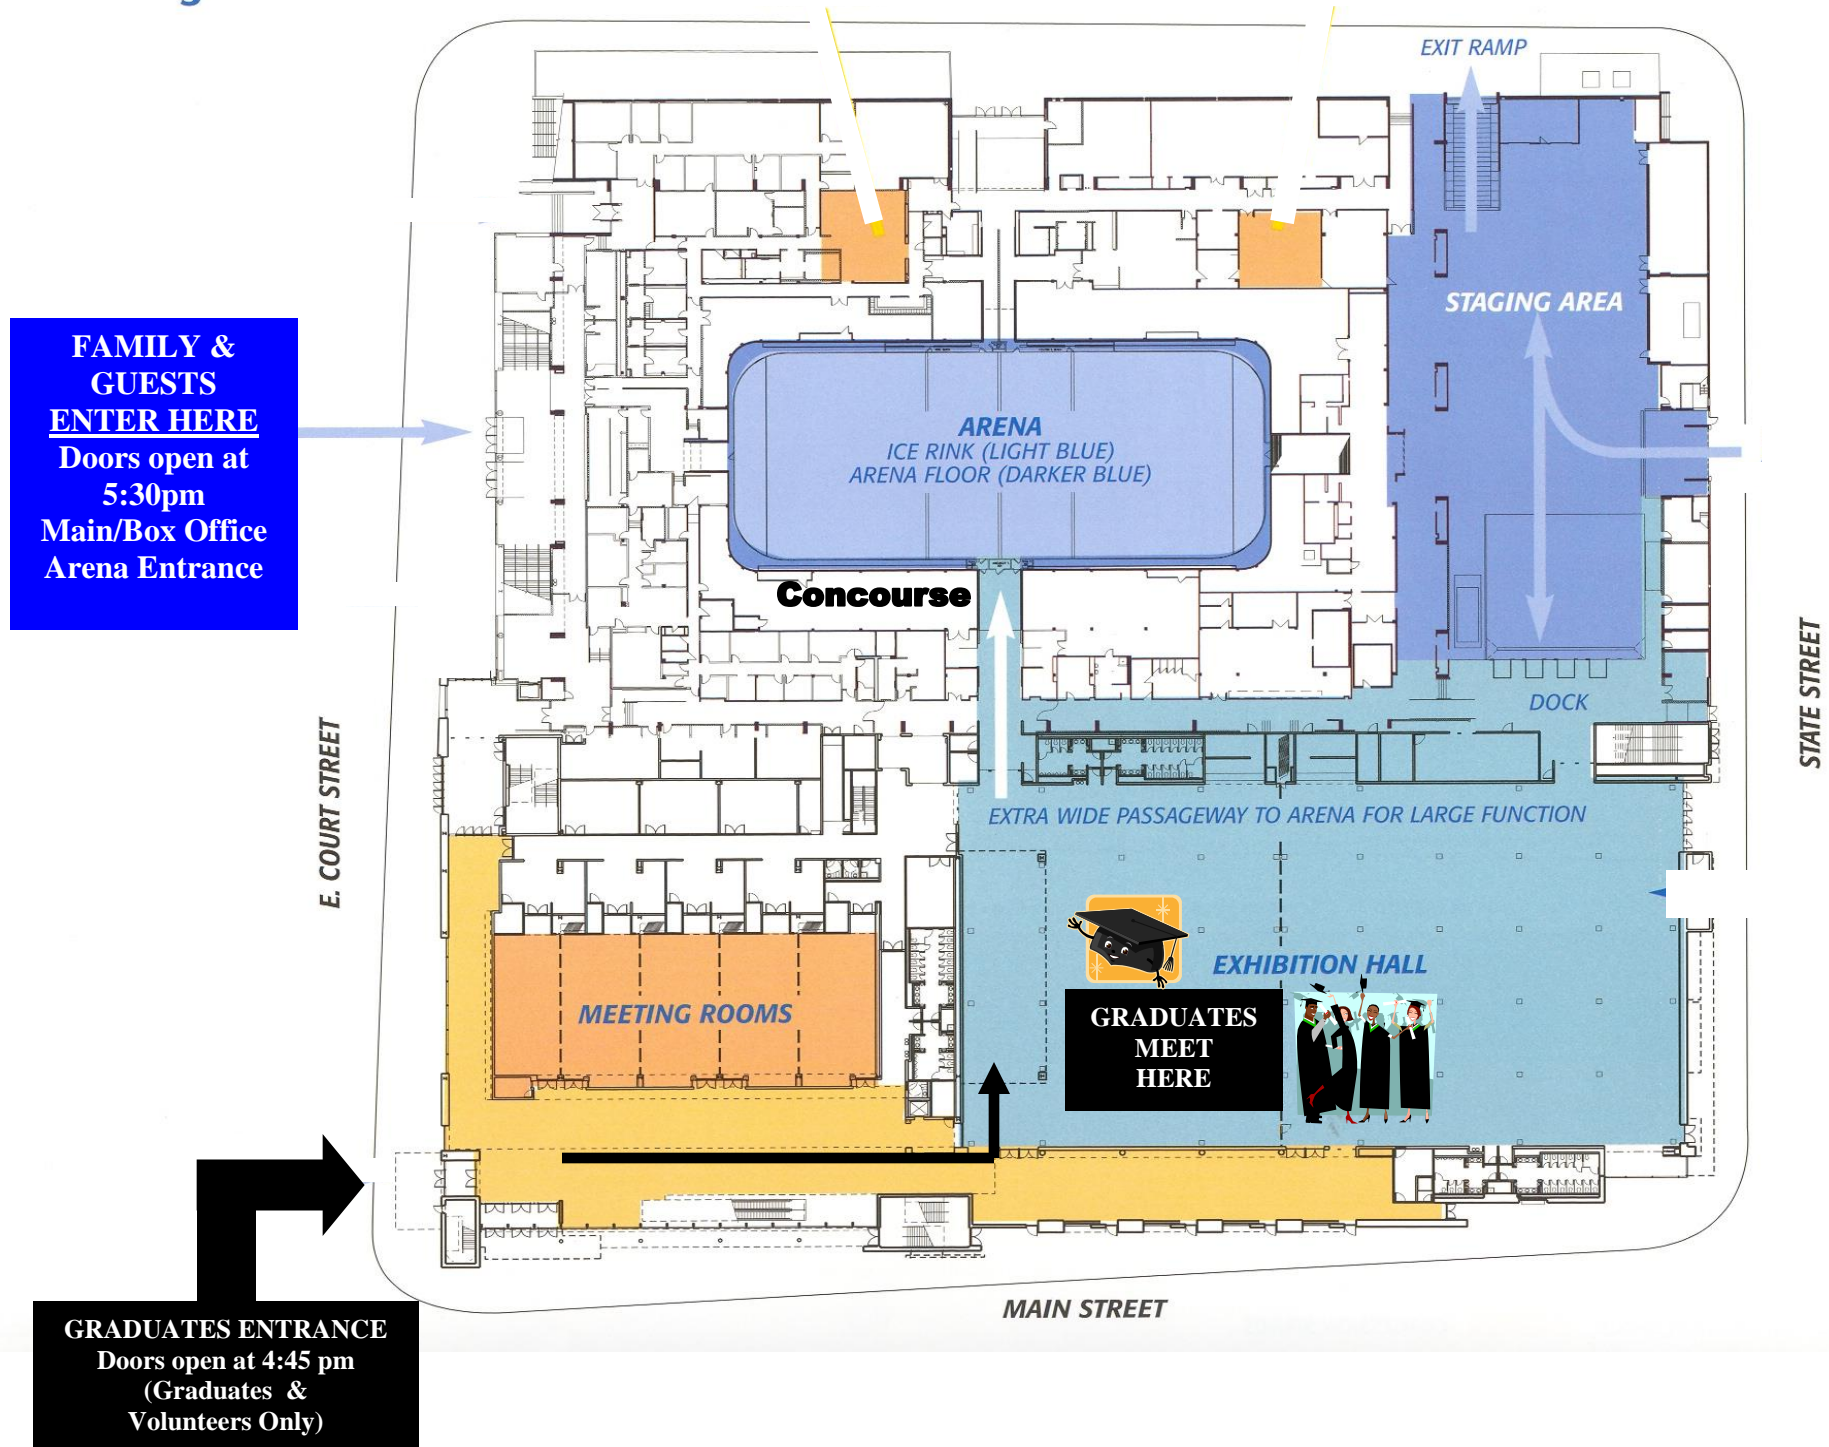 EXIT RAMP
STAGING AREA
FAMILY &
GUESTS
ENTER HERE
Doors open at
5:30pm
Main/Box Office
Arena Entrance
ARENA
ICE RINK (LIGHT BLUE)
ARENA FLOOR (DARKER BLUE)
Concourse
DOCK
E. COURT STREET
STATE STREET
EXTRA WIDE PASSAGEWAY TO ARENA FOR LARGE FUNCTION
EXHIBITION HALL
MEETING ROOMS
GRADUATES
MEET
HERE
MAIN STREET
GRADUATES ENTRANCE
Doors open at 4:45 pm
(Graduates &
Volunteers Only)